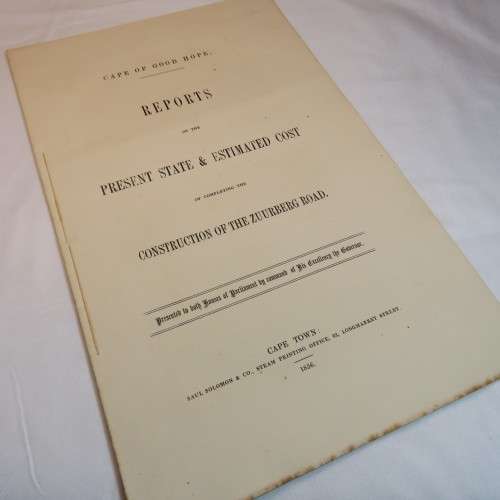 CAPE OF GOOD HOPE.
REPORTS
ON THE
PRESENT STATE & ESTIMATED COST
OF COMPLETING THE
CONSTRUCTION OF THE ZUURBERG ROAD.
Presented to both Houses of Parliament by command of His Excellency the Governor.
CAPE TOWN
SAUL SOLOMON & CO., STEAM PRINTING OFFICE, 63, LONGMARKET STREET.
1856.